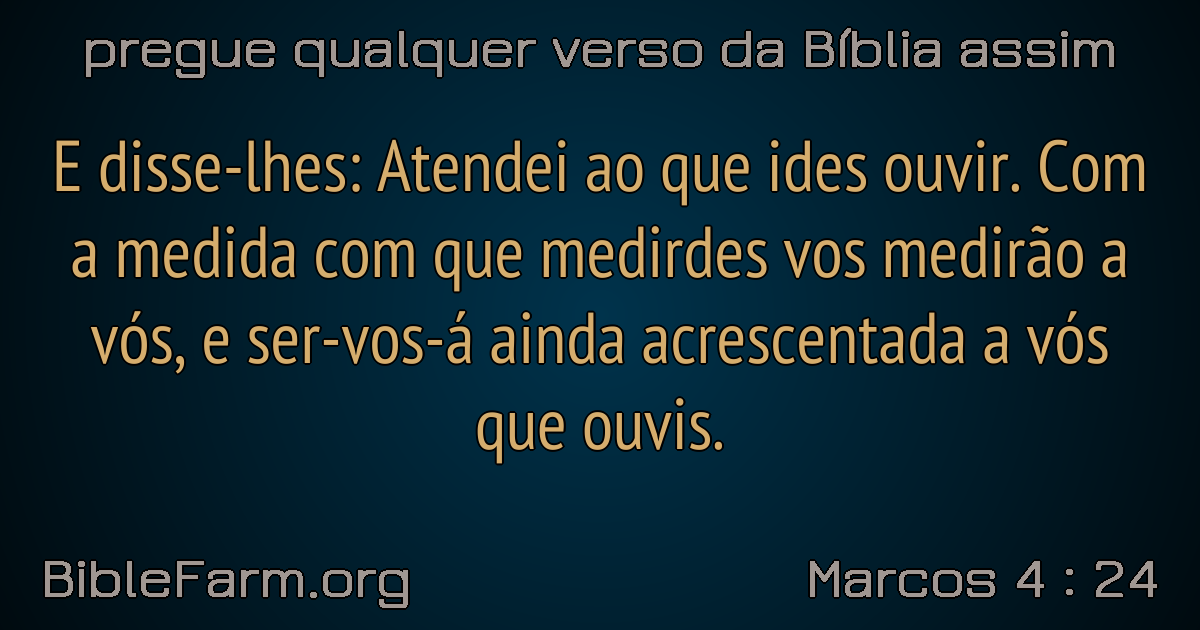 pregue qualquer verso da Bíblia assim
E disse-lhes: Atendei ao que ides ouvir. Com
a medida com que medirdes vos medirão a
vós, e ser-vos-á ainda acrescentada a vós
que ouvis.
BibleFarm.org
Marcos 4 : 24